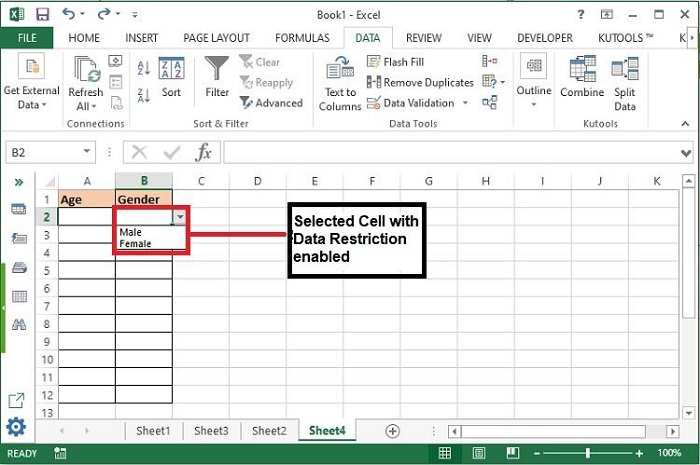 Book1 - Excel
?
FILE HOME INSERT PAGE LAYOUT FORMULAS DATA REVIEW VIEW DEVELOPER KUTOOLS ™ K
Get External
Data
Refresh
All
Connections
A
Z
Z
A
Z A
A Z
Sort
Filter
Clear
Reapply
Advanced
Sort & Filter
Text to
Columns
Flash Fill
Remove Duplicates
Data Validation
Data Tools
Outline
Combine
Split
Data
Kutools
B2
fx
A B C D E F G H I J K
1 Age Gender
2
3 Male
Female
4
5
6
7
8
9
10
11
12
13
Selected Cell with
Data Restriction
enabled
Sheet1 Sheet3 Sheet2 Sheet4
READY
100%